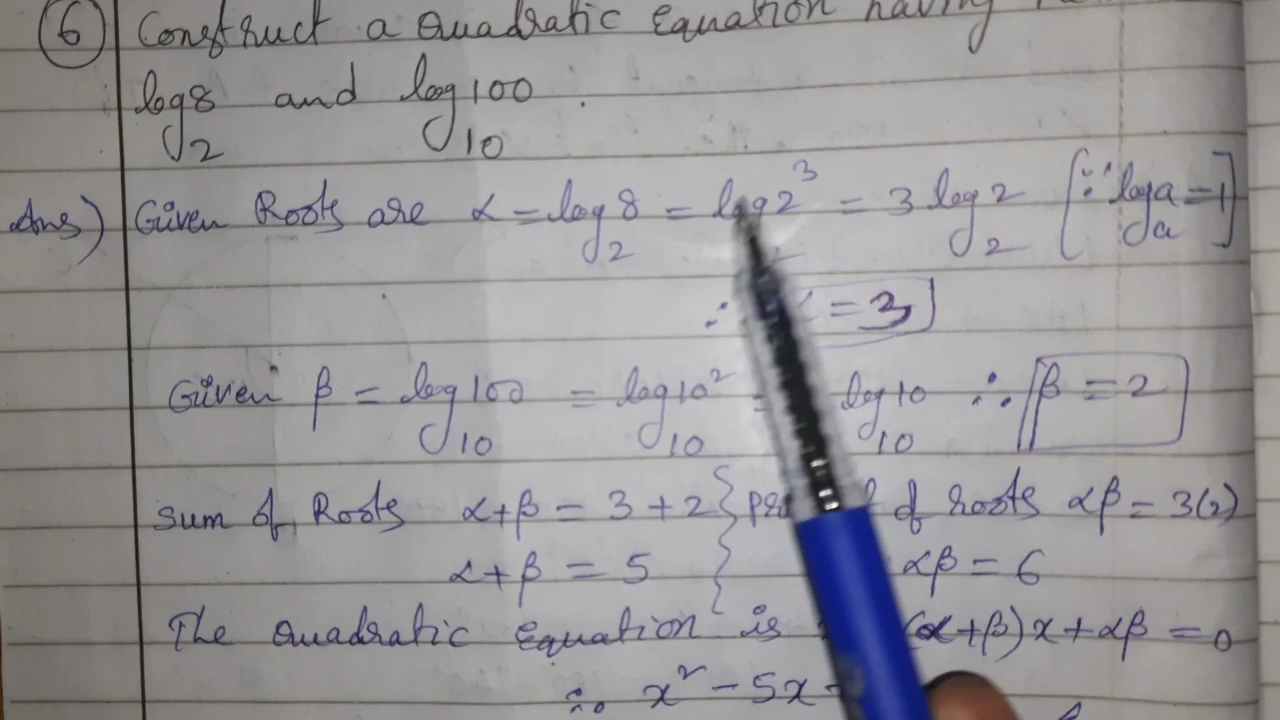 6 Construct a Quadratic Equation having
log₂8 and log₁₀100.
Ans) Given Roots are α = log₂8 = log2³ = 3 log₂2 [∵ logₐa = 1]
∴ = 3
Given β = log₁₀100 = log₁₀10² = log₁₀10 ∴ β = 2
Sum of Roots α+β = 3+2 } of roots αβ = 3(2)
α+β = 5 αβ = 6
The Quadratic Equation is (α+β)x + αβ = 0
∴ x² - 5x